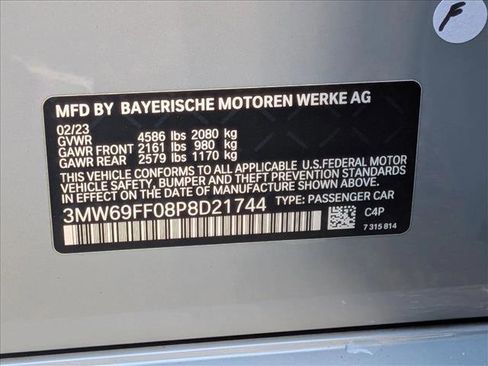 F
MFD BY BAYERISCHE MOTOREN WERKE AG
02/23
GVWR 4586 lbs 2080 kg
GAWR FRONT 2161 lbs 980 kg
GAWR REAR 2579 lbs 1170 kg
THIS VEHICLE CONFORMS TO ALL APPLICABLE U.S.FEDERAL MOTOR
VEHICLE SAFETY, BUMPER, AND THEFT PREVENTION STANDARDS
IN EFFECT ON THE DATE OF MANUFACTURE SHOWN ABOVE.
3MW69FF08P8D21744 TYPE: PASSENGER CAR
C4P
7 315 814